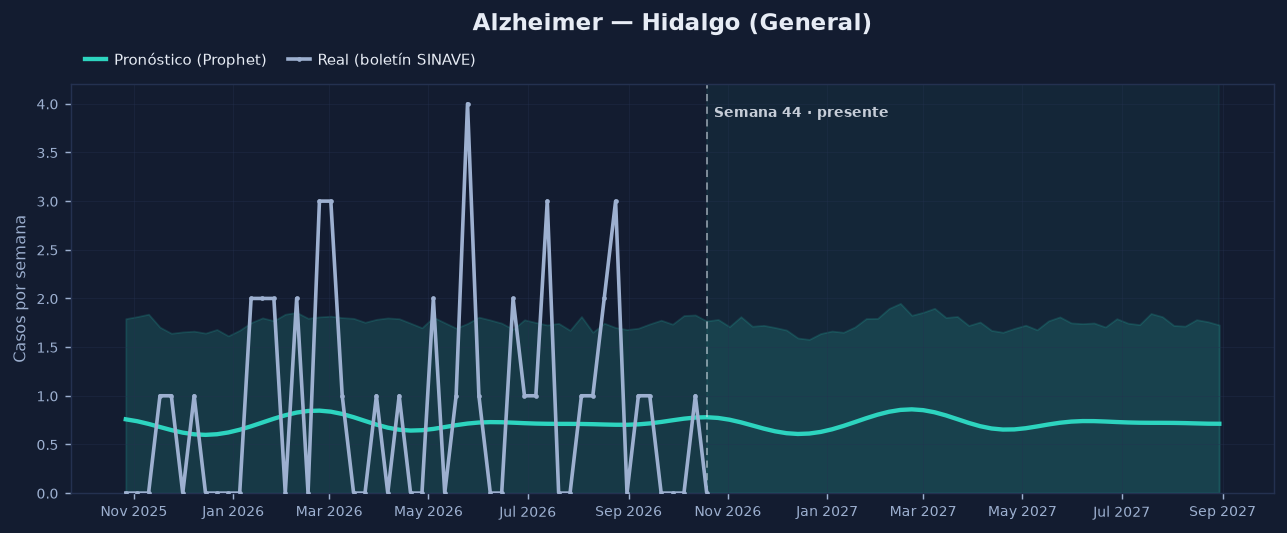 Alzheimer — Hidalgo (General)
Pronóstico (Prophet)
Real (boletín SINAVE)
Semana 44 · presente
Casos por semana
4.0
3.5
3.0
2.5
2.0
1.5
1.0
0.5
0.0
Nov 2025
Jan 2026
Mar 2026
May 2026
Jul 2026
Sep 2026
Nov 2026
Jan 2027
Mar 2027
May 2027
Jul 2027
Sep 2027